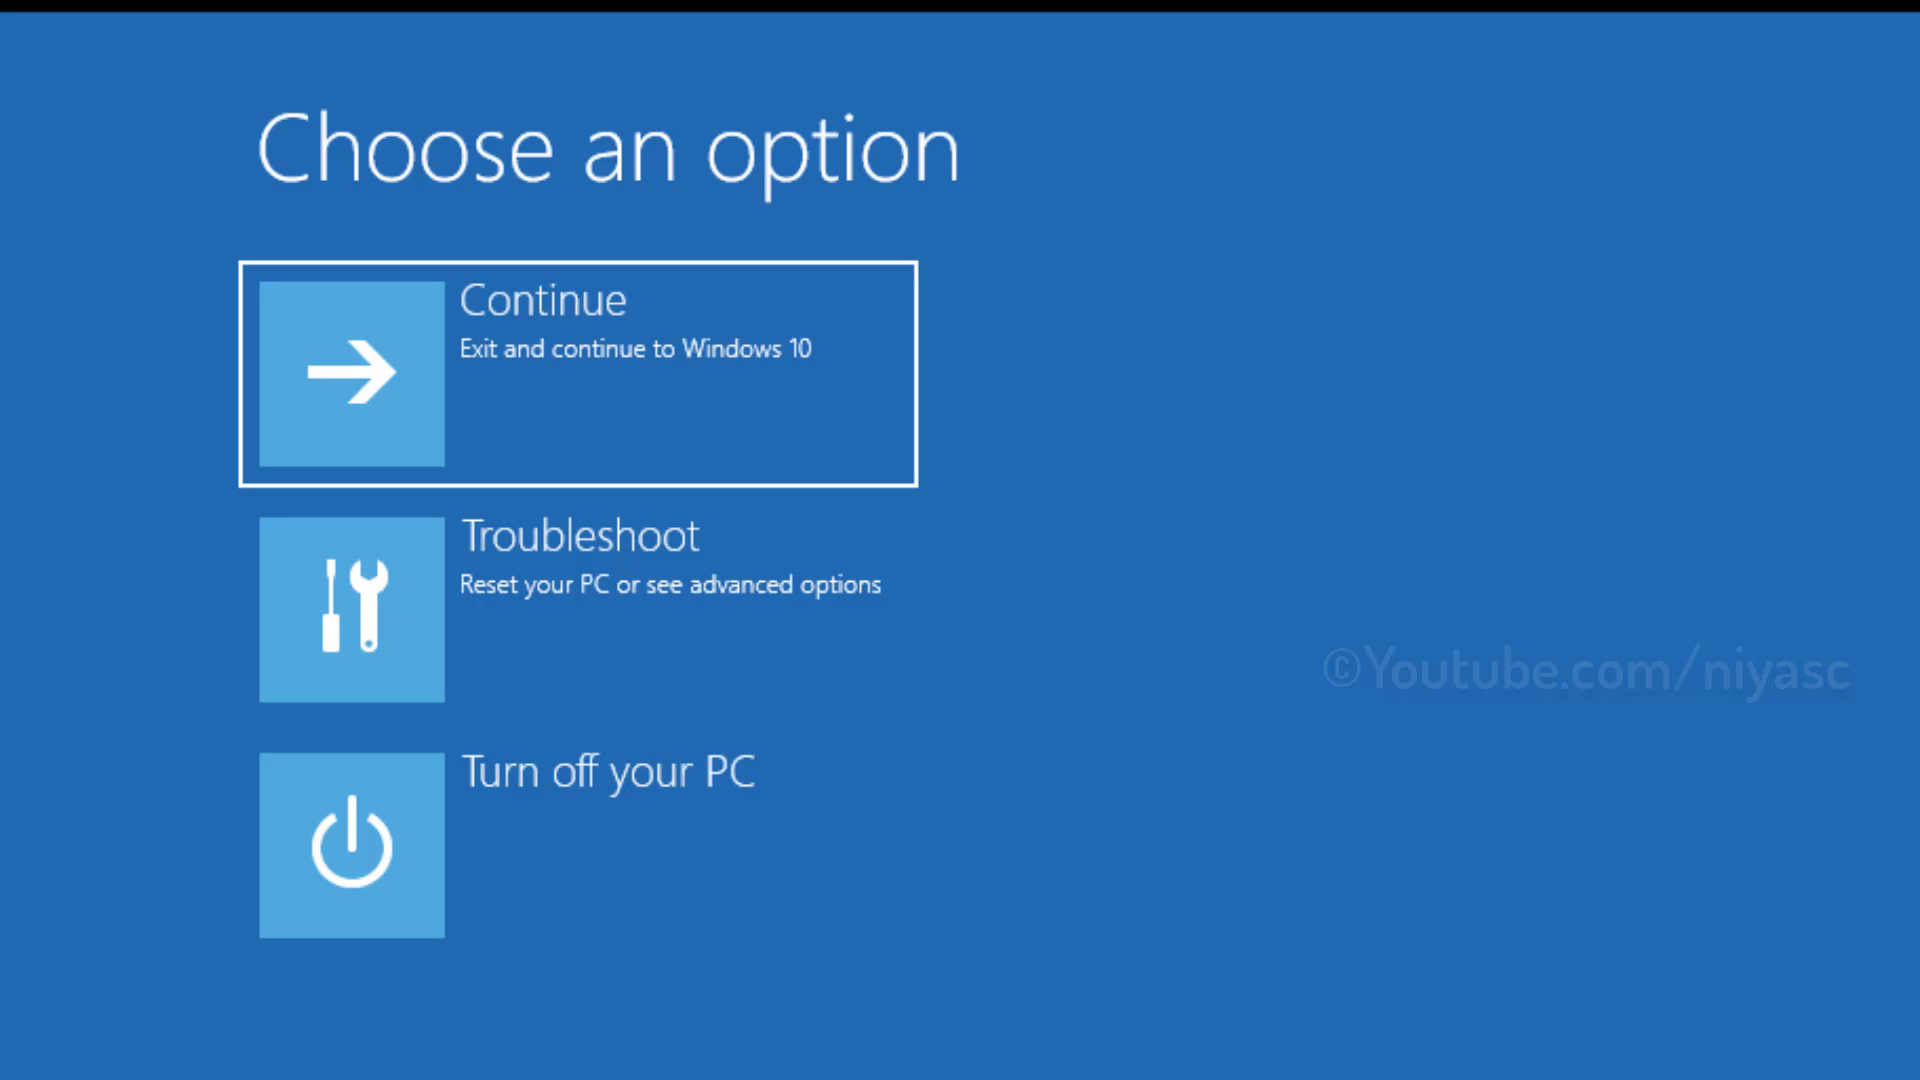 Choose an option
Continue
Exit and continue to Windows 10
Troubleshoot
Reset your PC or see advanced options
©Youtube.com/niyasc
Turn off your PC